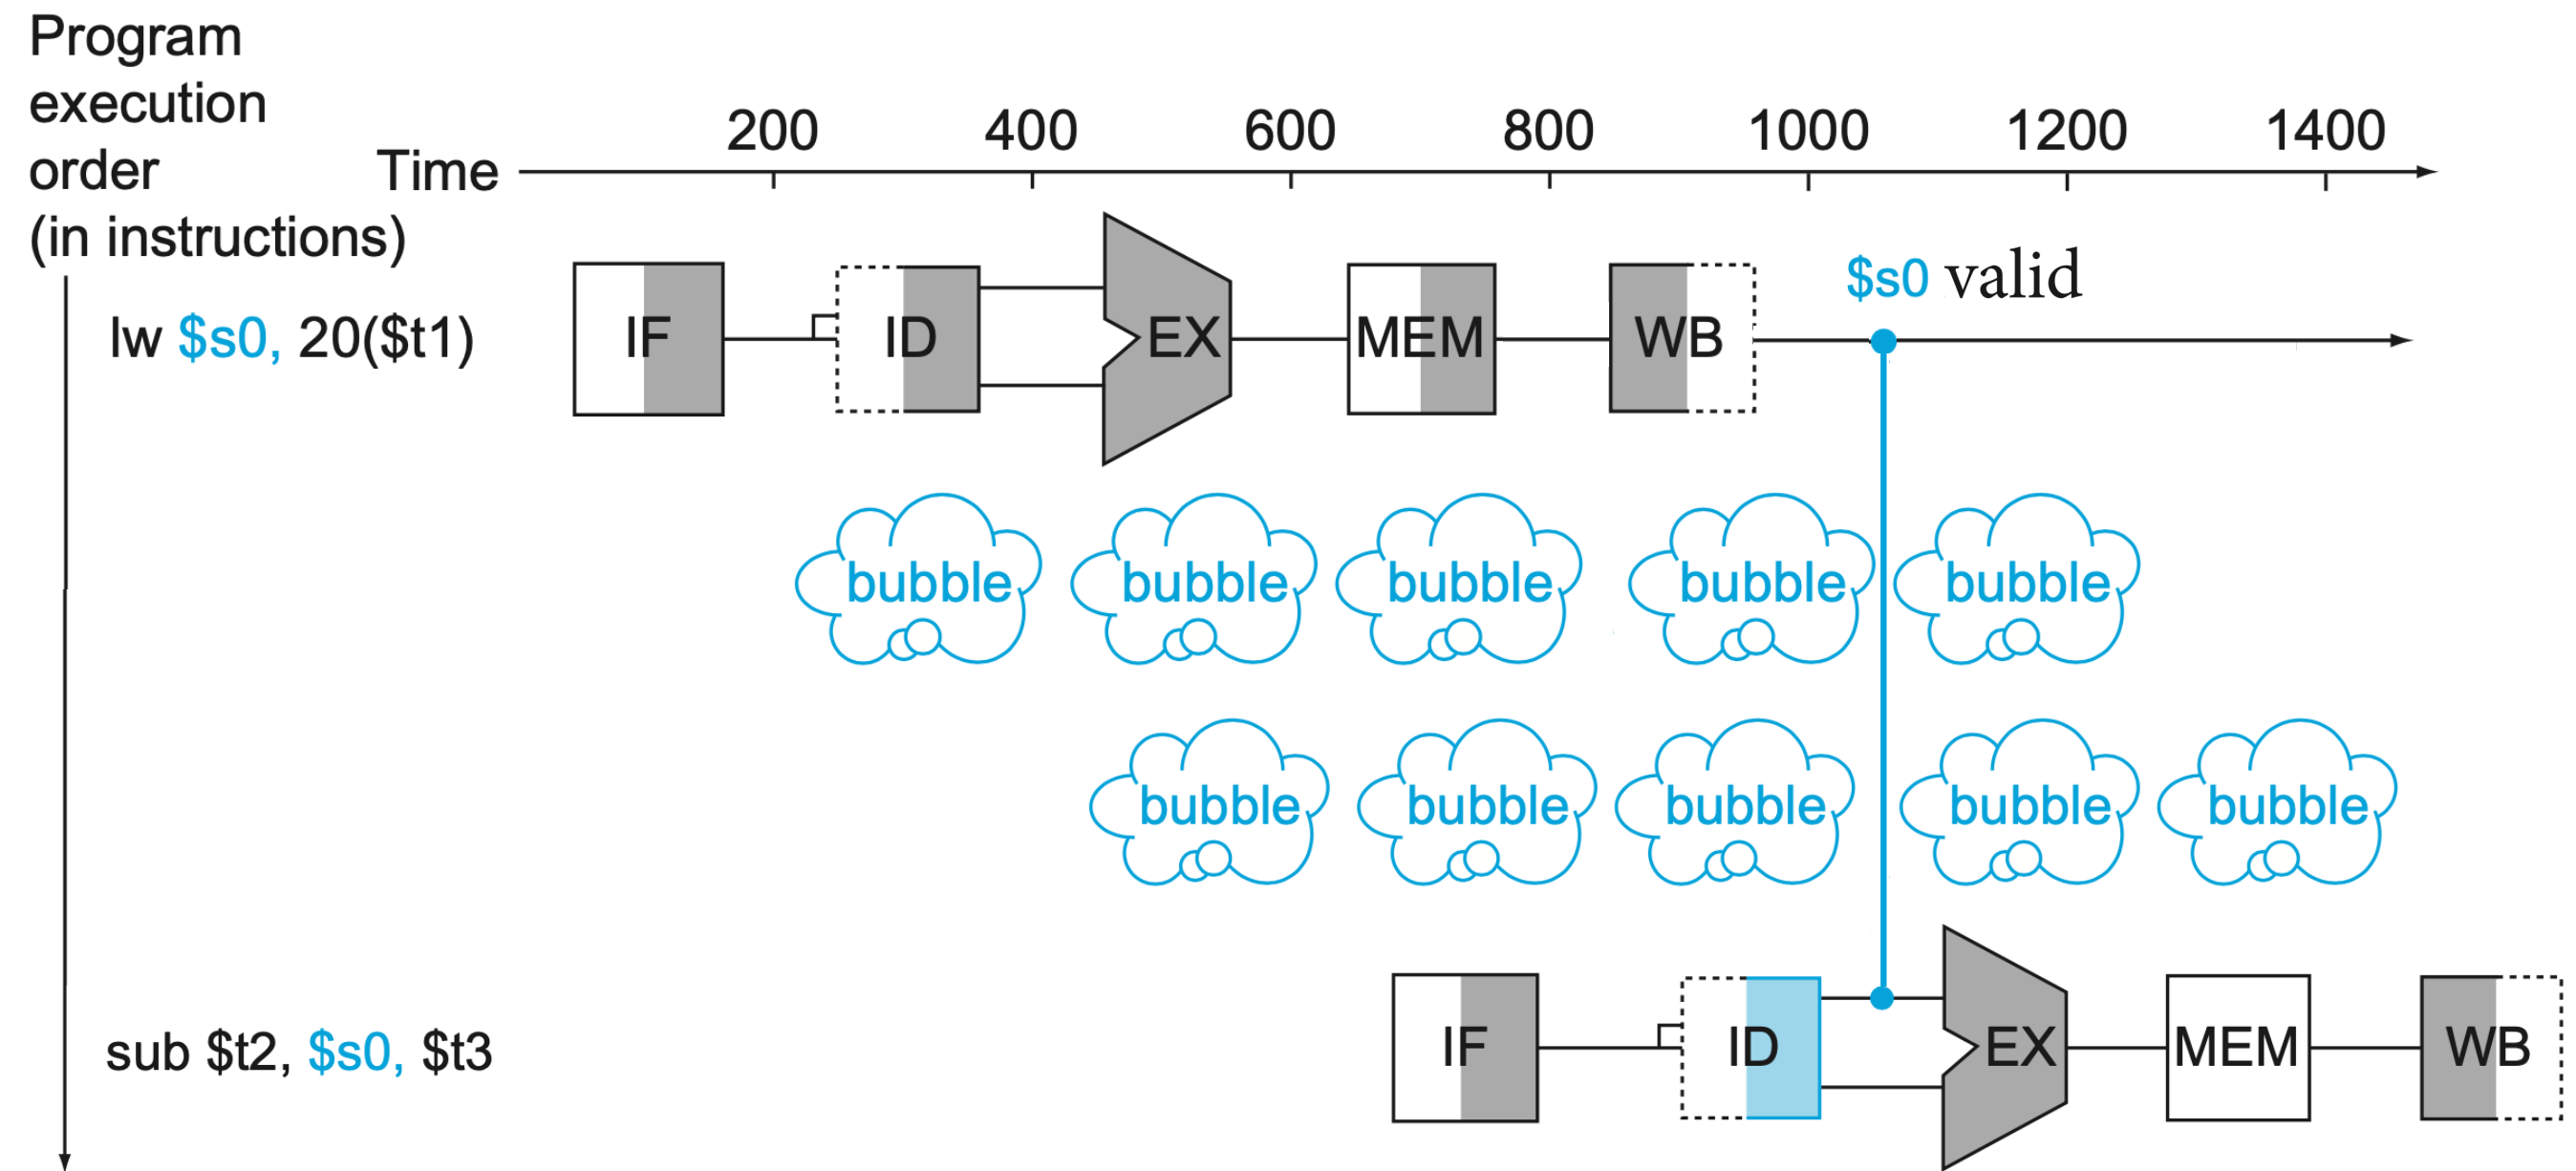 Program
execution
order
(in instructions)
Time
200 400 600 800 1000 1200 1400
lw $s0, 20($t1)
IF ID EX MEM WB
$s0 valid
bubble bubble bubble bubble bubble
bubble bubble bubble bubble bubble
sub $t2, $s0, $t3
IF ID EX MEM WB